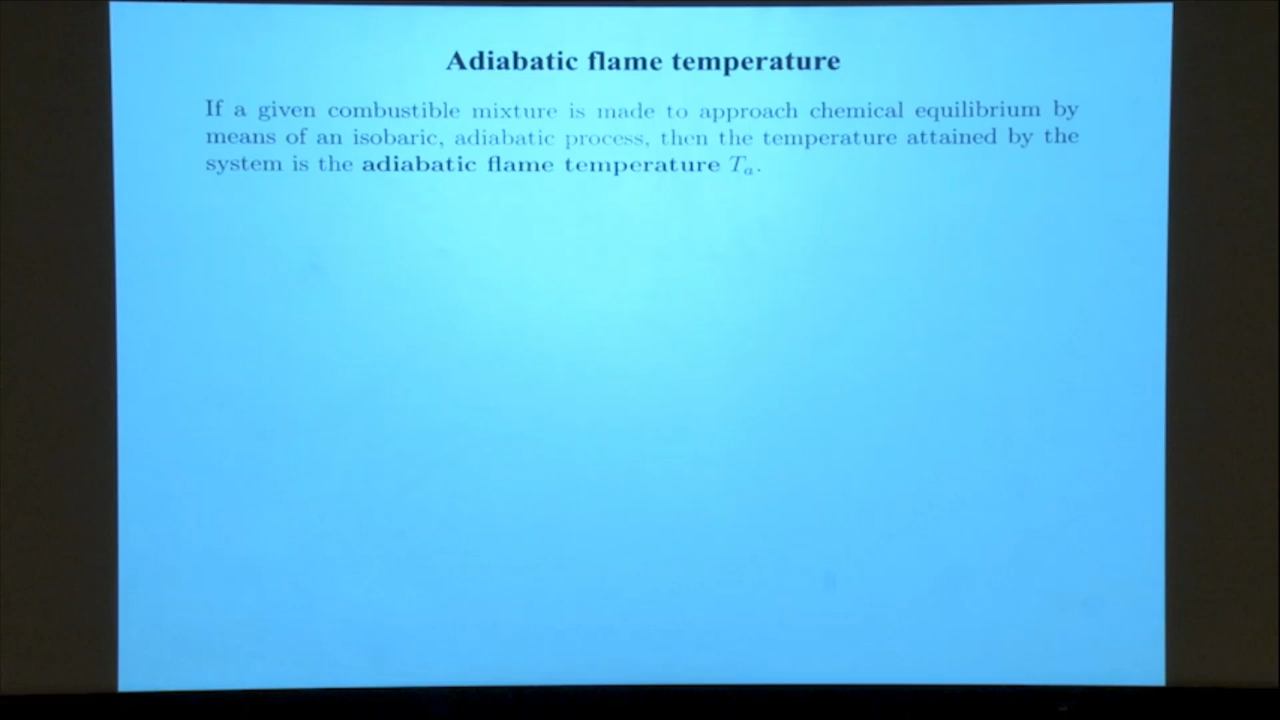 Adiabatic flame temperature
If a given combustible mixture is made to approach chemical equilibrium by
means of an isobaric, adiabatic process, then the temperature attained by the
system is the adiabatic flame temperature Tₐ.